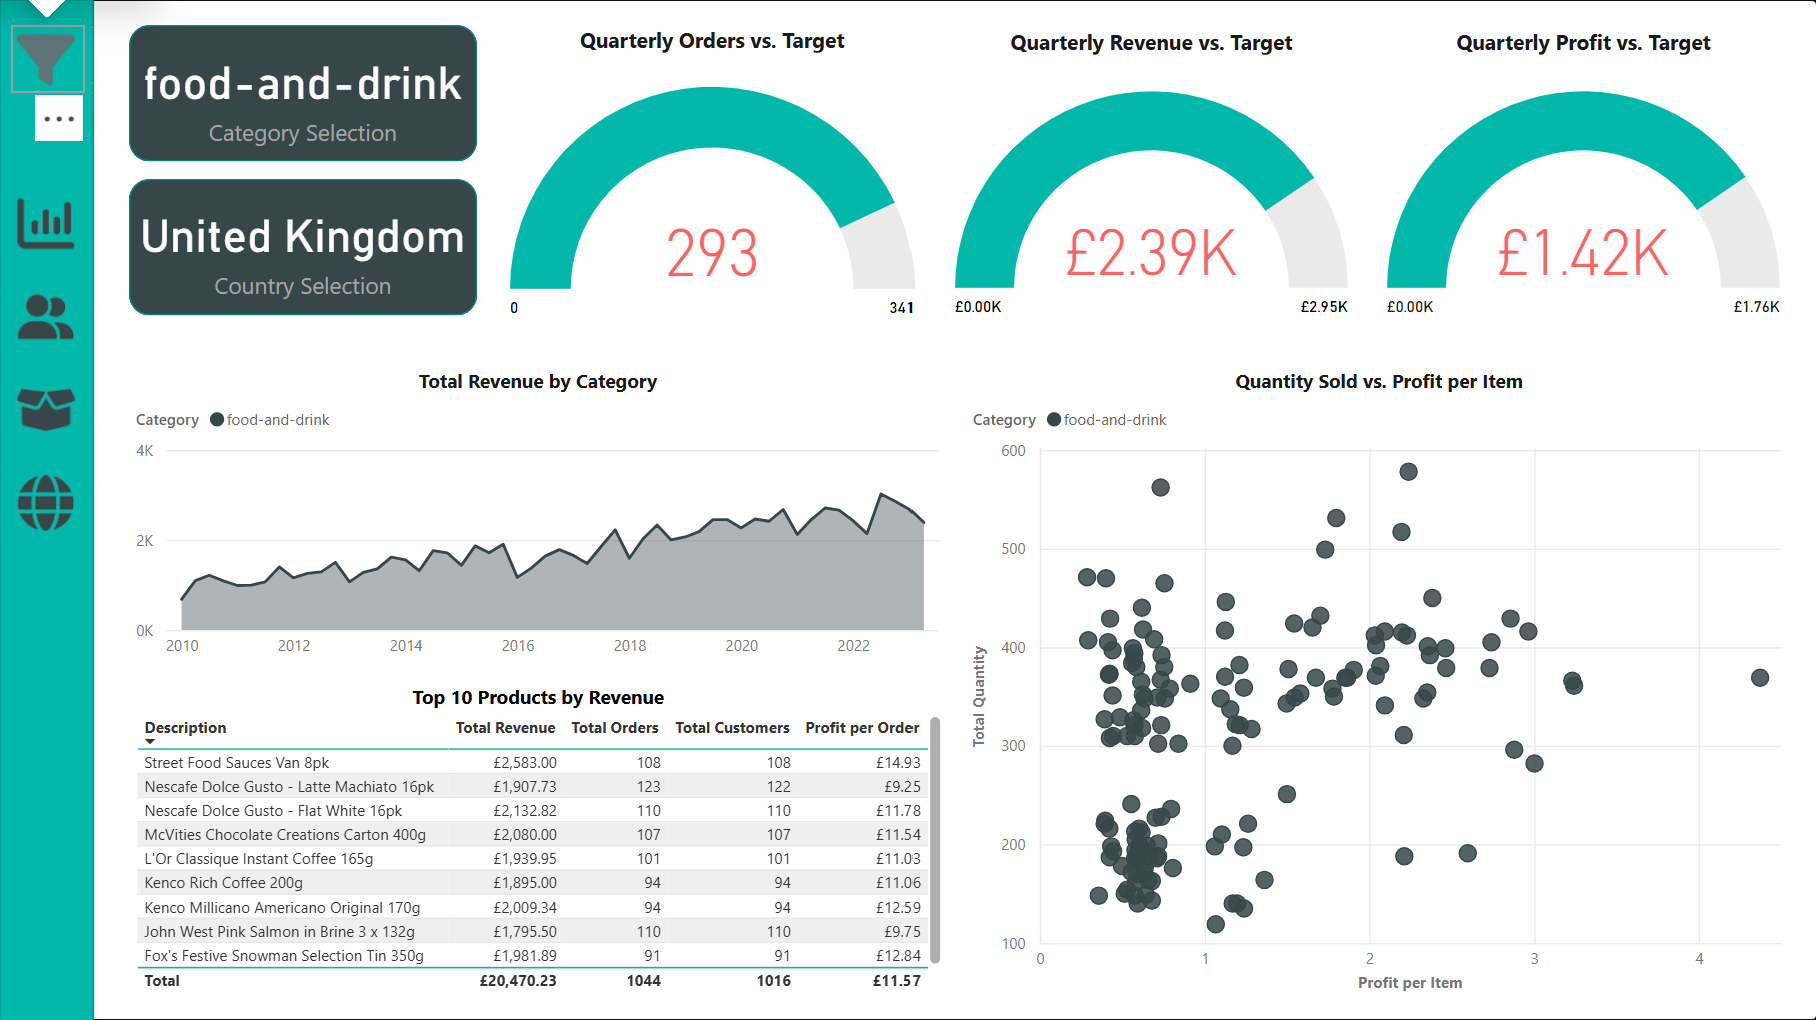 food-and-drink
Category Selection
United Kingdom
Country Selection
Quarterly Orders vs. Target
293
0
341
Quarterly Revenue vs. Target
£2.39K
£0.00K
£2.95K
Quarterly Profit vs. Target
£1.42K
£0.00K
£1.76K
Total Revenue by Category
Category food-and-drink
4K
2K
0K
2010 2012 2014 2016 2018 2020 2022
Top 10 Products by Revenue
Description Total Revenue Total Orders Total Customers Profit per Order
Street Food Sauces Van 8pk £2,583.00 108 108 £14.93
Nescafe Dolce Gusto - Latte Machiato 16pk £1,907.73 123 122 £9.25
Nescafe Dolce Gusto - Flat White 16pk £2,132.82 110 110 £11.78
McVities Chocolate Creations Carton 400g £2,080.00 107 107 £11.54
L'Or Classique Instant Coffee 165g £1,939.95 101 101 £11.03
Kenco Rich Coffee 200g £1,895.00 94 94 £11.06
Kenco Millicano Americano Original 170g £2,009.34 94 94 £12.59
John West Pink Salmon in Brine 3 x 132g £1,795.50 110 110 £9.75
Fox's Festive Snowman Selection Tin 350g £1,981.89 91 91 £12.84
Total £20,470.23 1044 1016 £11.57
Quantity Sold vs. Profit per Item
Category food-and-drink
600
500
400
300
200
100
Total Quantity
0 1 2 3 4
Profit per Item